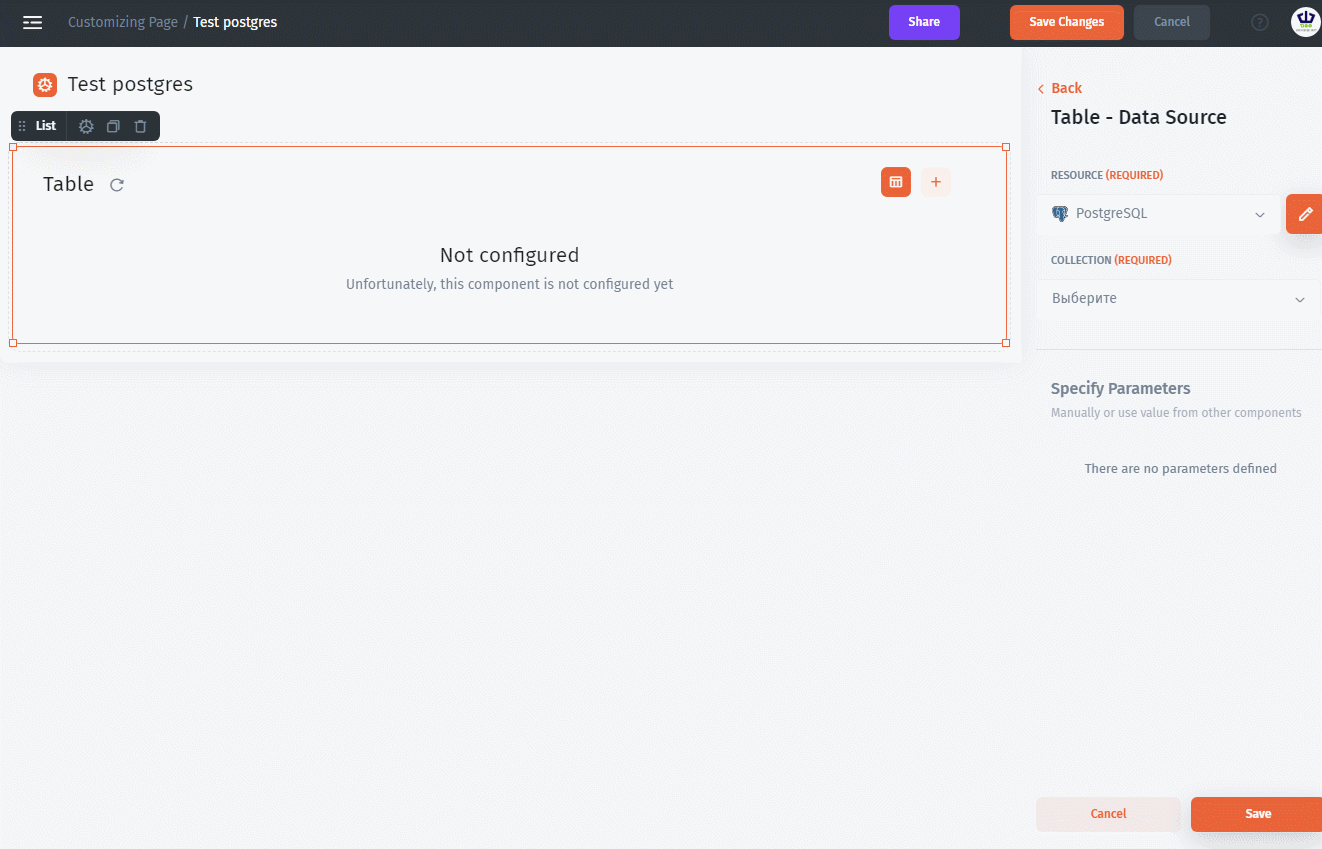 Customizing Page / Test postgres
Share
Save Changes
Cancel
Test postgres
List
Table
Not configured
Unfortunately, this component is not configured yet
Back
Table - Data Source
RESOURCE (REQUIRED)
PostgreSQL
COLLECTION (REQUIRED)
Выберите
Specify Parameters
Manually or use value from other components
There are no parameters defined
Cancel
Save